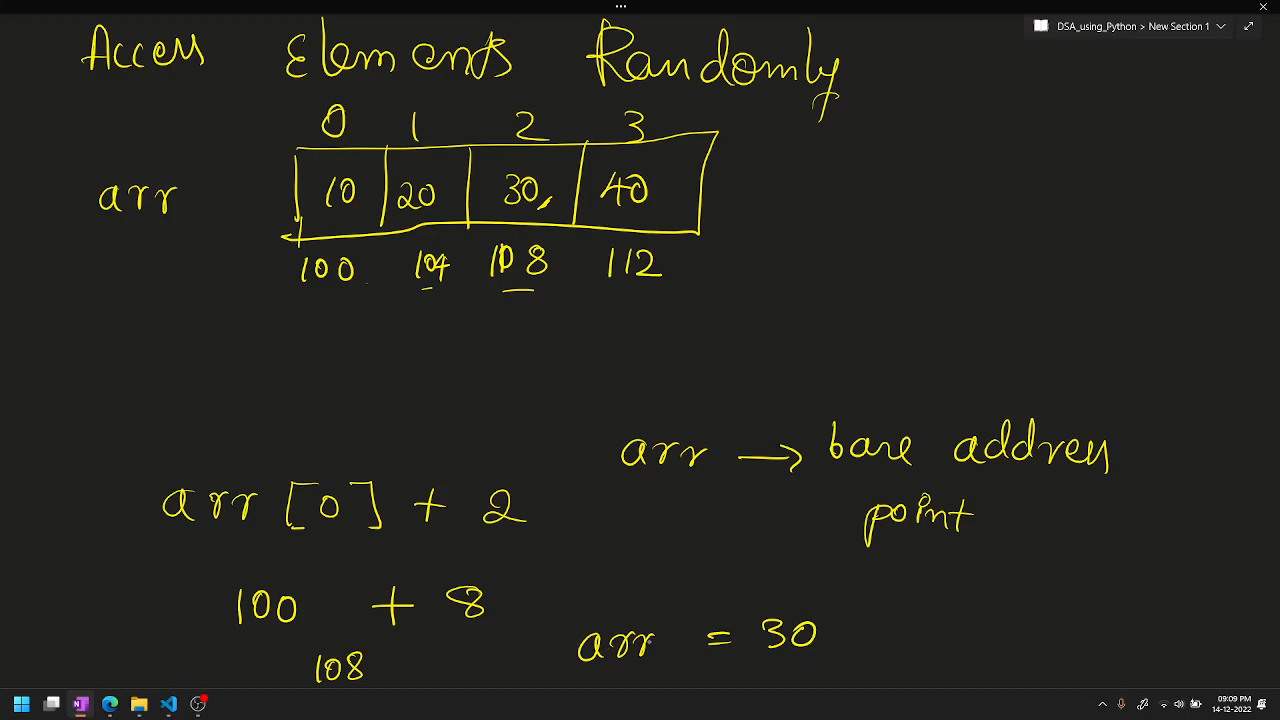 DSA_using_Python > New Section 1
Access Elements Randomly
0 1 2 3
arr 10 20 30 40
100 104 108 112
arr → base address
point
arr [0] + 2
100 + 8
108
arr = 30
09:09 PM
14-12-2022